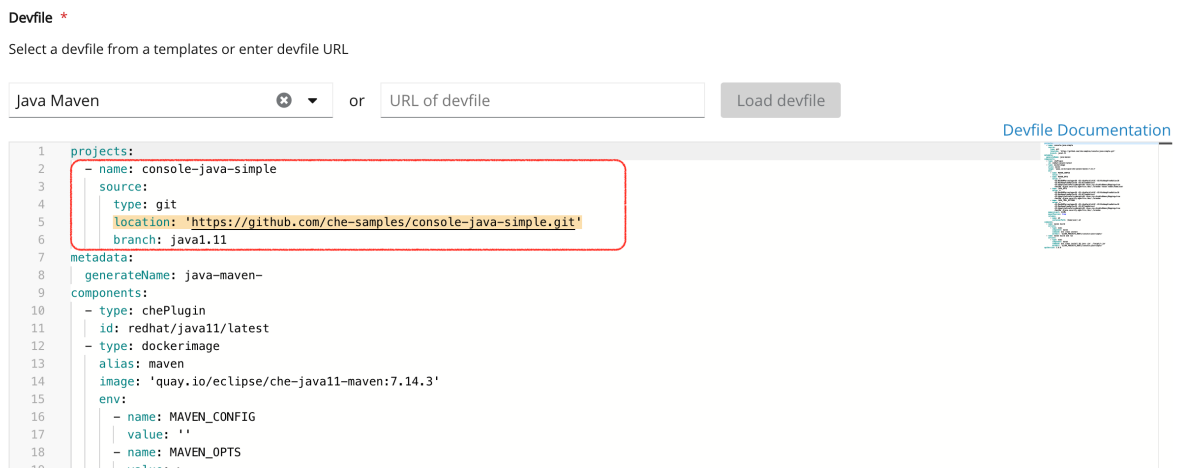 Devfile *
Select a devfile from a templates or enter devfile URL
Java Maven or URL of devfile Load devfile
Devfile Documentation
1 projects:
2 - name: console-java-simple
3 source:
4 type: git
5 location: 'https://github.com/che-samples/console-java-simple.git'
6 branch: java1.11
7 metadata:
8 generateName: java-maven-
9 components:
10 - type: chePlugin
11 id: redhat/java11/latest
12 - type: dockerimage
13 alias: maven
14 image: 'quay.io/eclipse/che-java11-maven:7.14.3'
15 env:
16 - name: MAVEN_CONFIG
17 value: ''
18 - name: MAVEN_OPTS